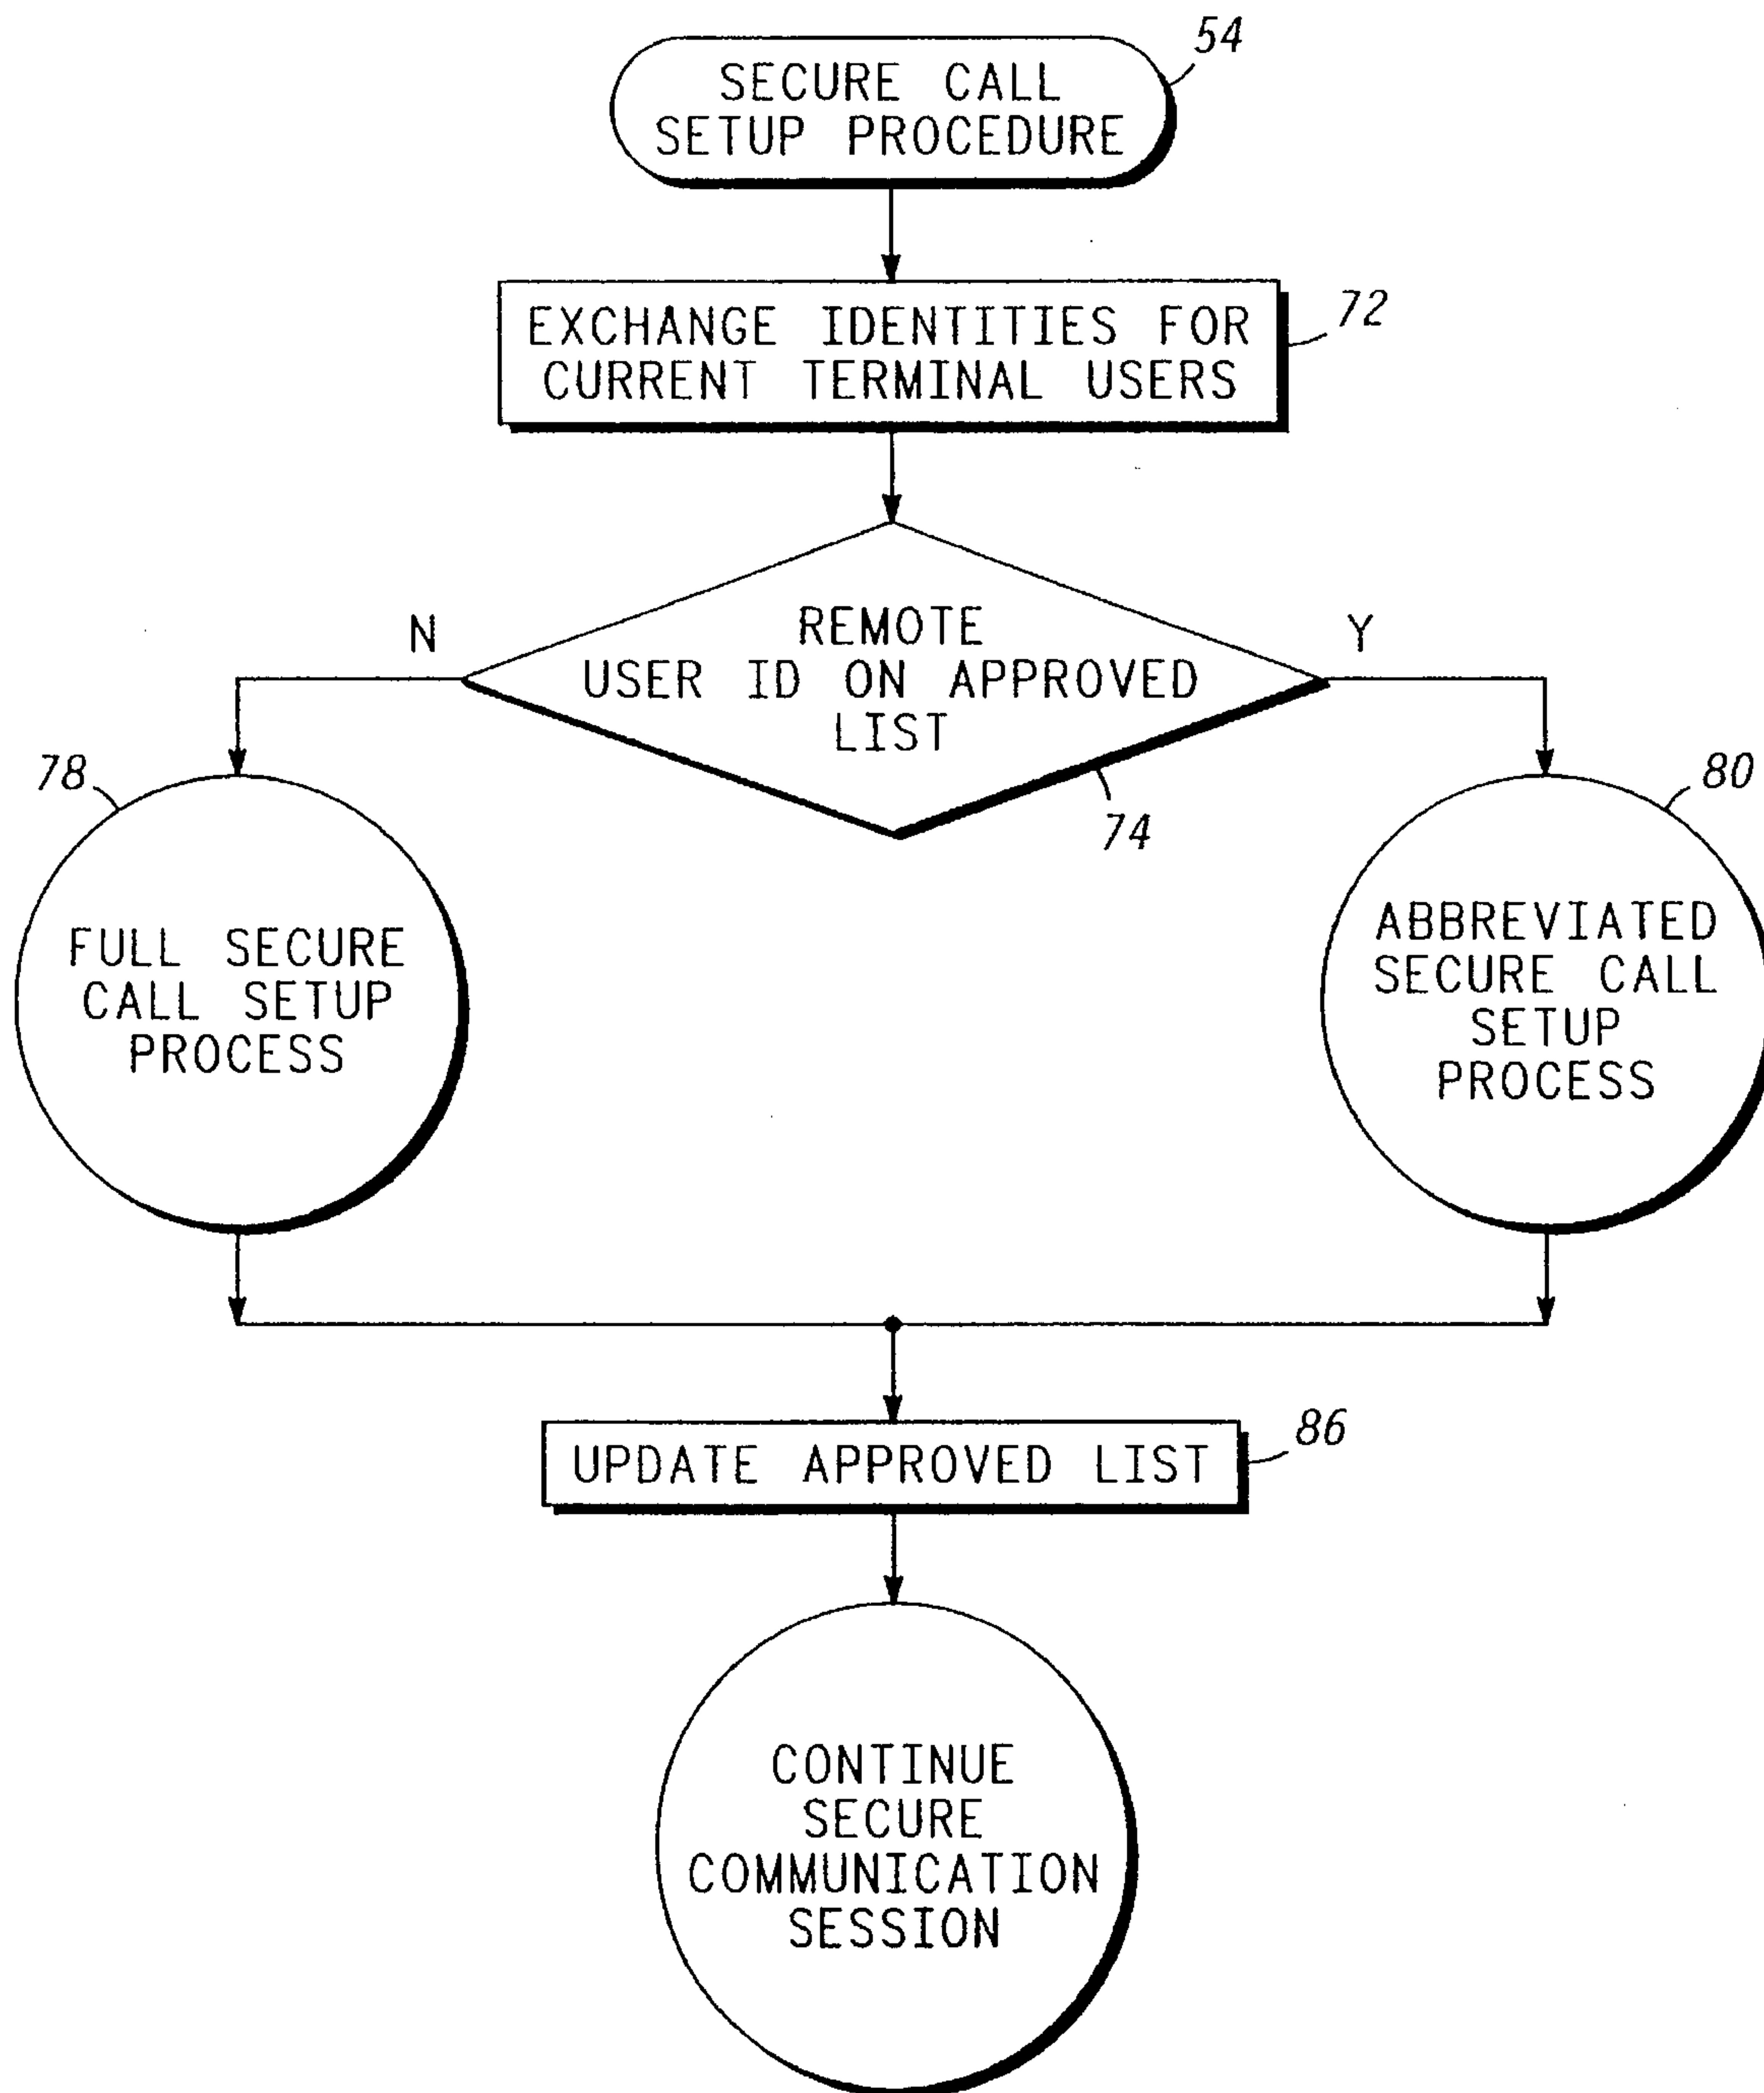 54
SECURE CALL
SETUP PROCEDURE
72
EXCHANGE IDENTITIES FOR
CURRENT TERMINAL USERS
N
Y
REMOTE
USER ID ON APPROVED
LIST
74
78
80
FULL SECURE
CALL SETUP
PROCESS
ABBREVIATED
SECURE CALL
SETUP
PROCESS
86
UPDATE APPROVED LIST
CONTINUE
SECURE
COMMUNICATION
SESSION